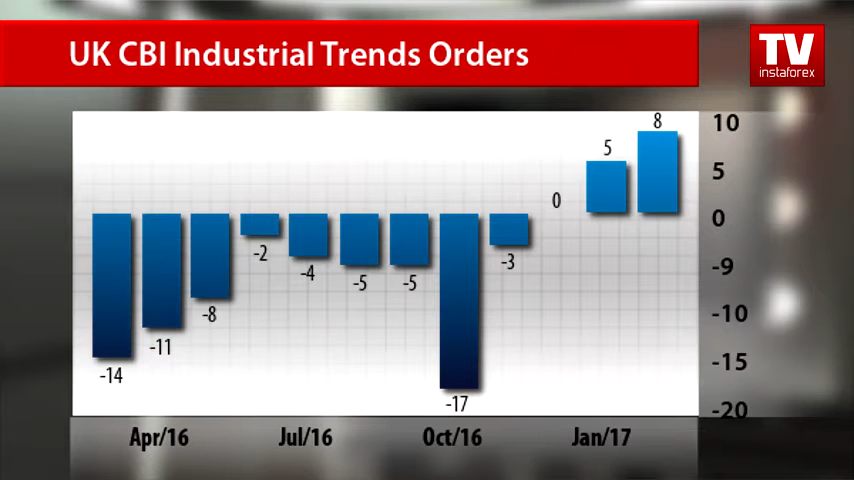 UK CBI Industrial Trends Orders
TV
instaforex
-14
-11
-8
-2
-4
-5
-5
-17
-3
0
5
8
10
5
0
-9
-10
-15
-20
Apr/16
Jul/16
Oct/16
Jan/17